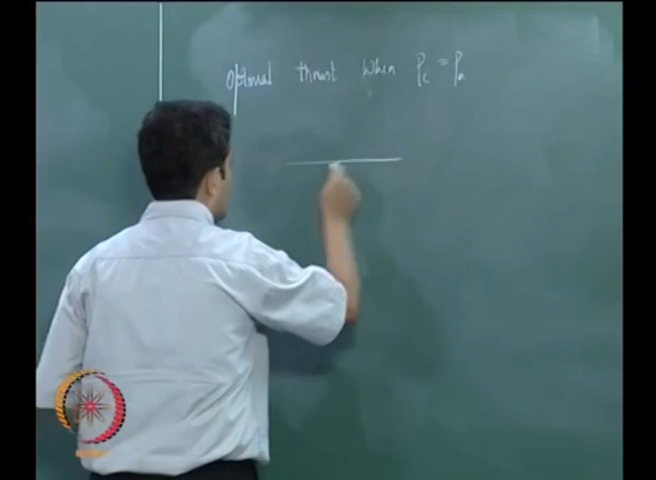 Optimal thrust when Pe = Pa